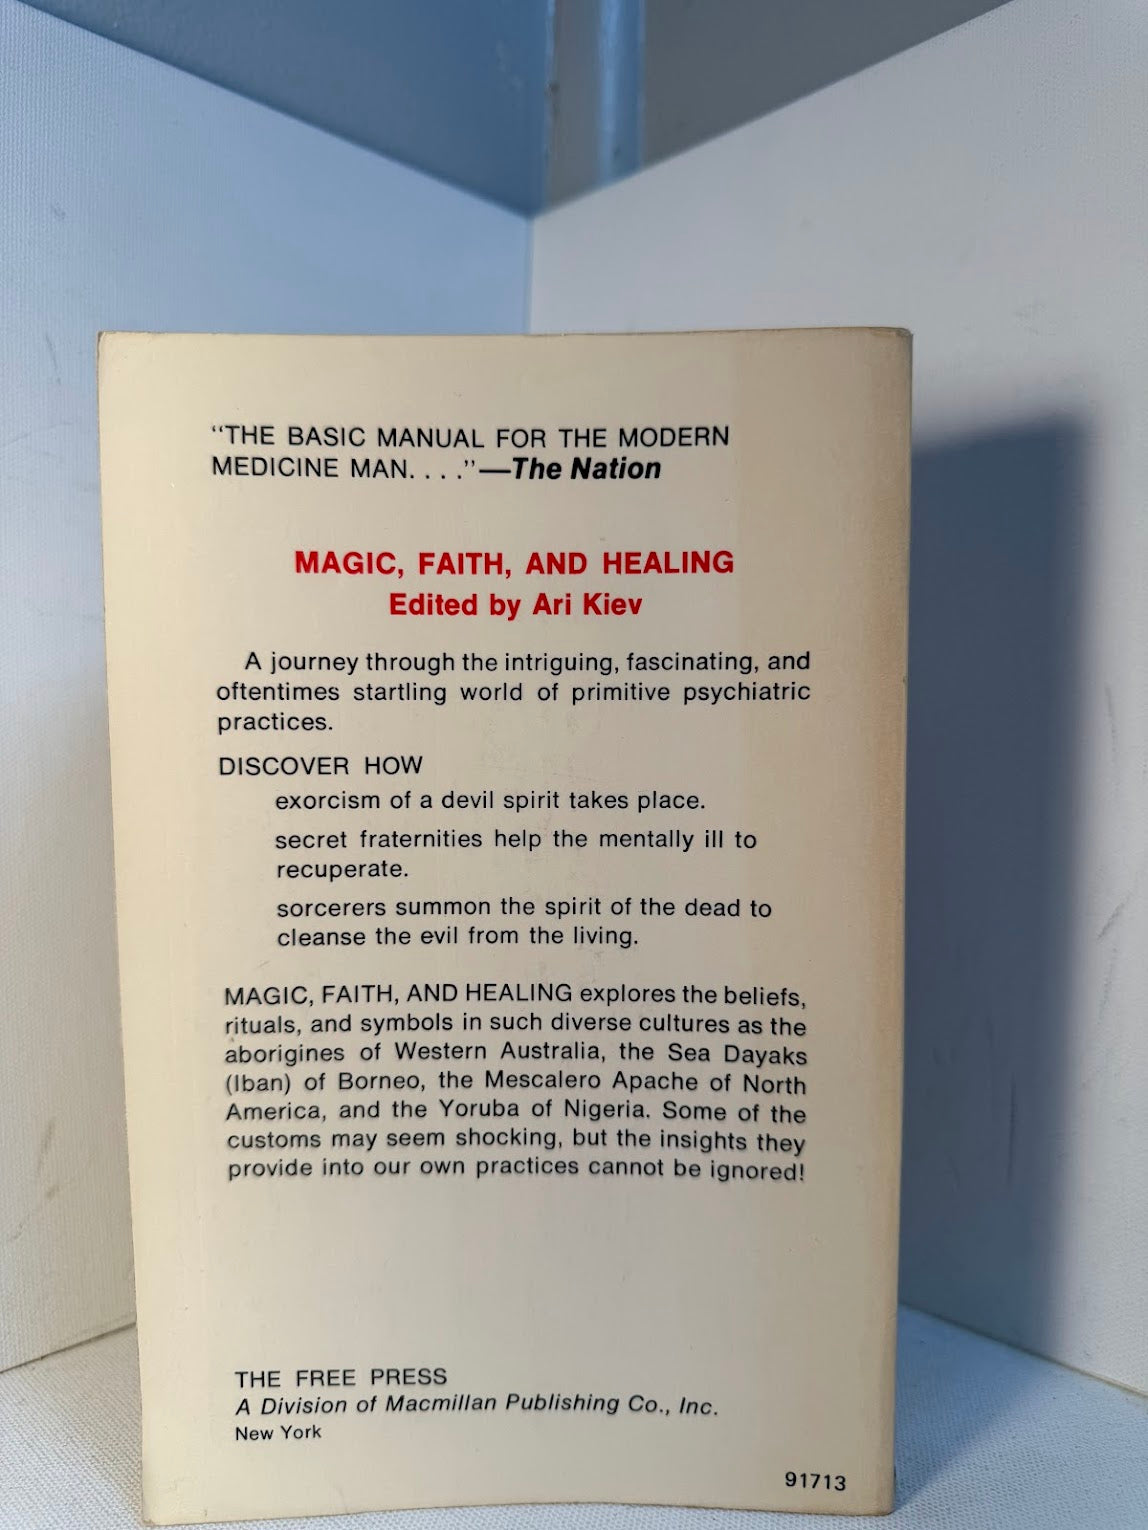 “THE BASIC MANUAL FOR THE MODERN
MEDICINE MAN. . . .”—The Nation
MAGIC, FAITH, AND HEALING
Edited by Ari Kiev
A journey through the intriguing, fascinating, and
oftentimes startling world of primitive psychiatric
practices.
DISCOVER HOW
exorcism of a devil spirit takes place.
secret fraternities help the mentally ill to
recuperate.
sorcerers summon the spirit of the dead to
cleanse the evil from the living.
MAGIC, FAITH, AND HEALING explores the beliefs,
rituals, and symbols in such diverse cultures as the
aborigines of Western Australia, the Sea Dayaks
(Iban) of Borneo, the Mescalero Apache of North
America, and the Yoruba of Nigeria. Some of the
customs may seem shocking, but the insights they
provide into our own practices cannot be ignored!
THE FREE PRESS
A Division of Macmillan Publishing Co., Inc.
New York
91713